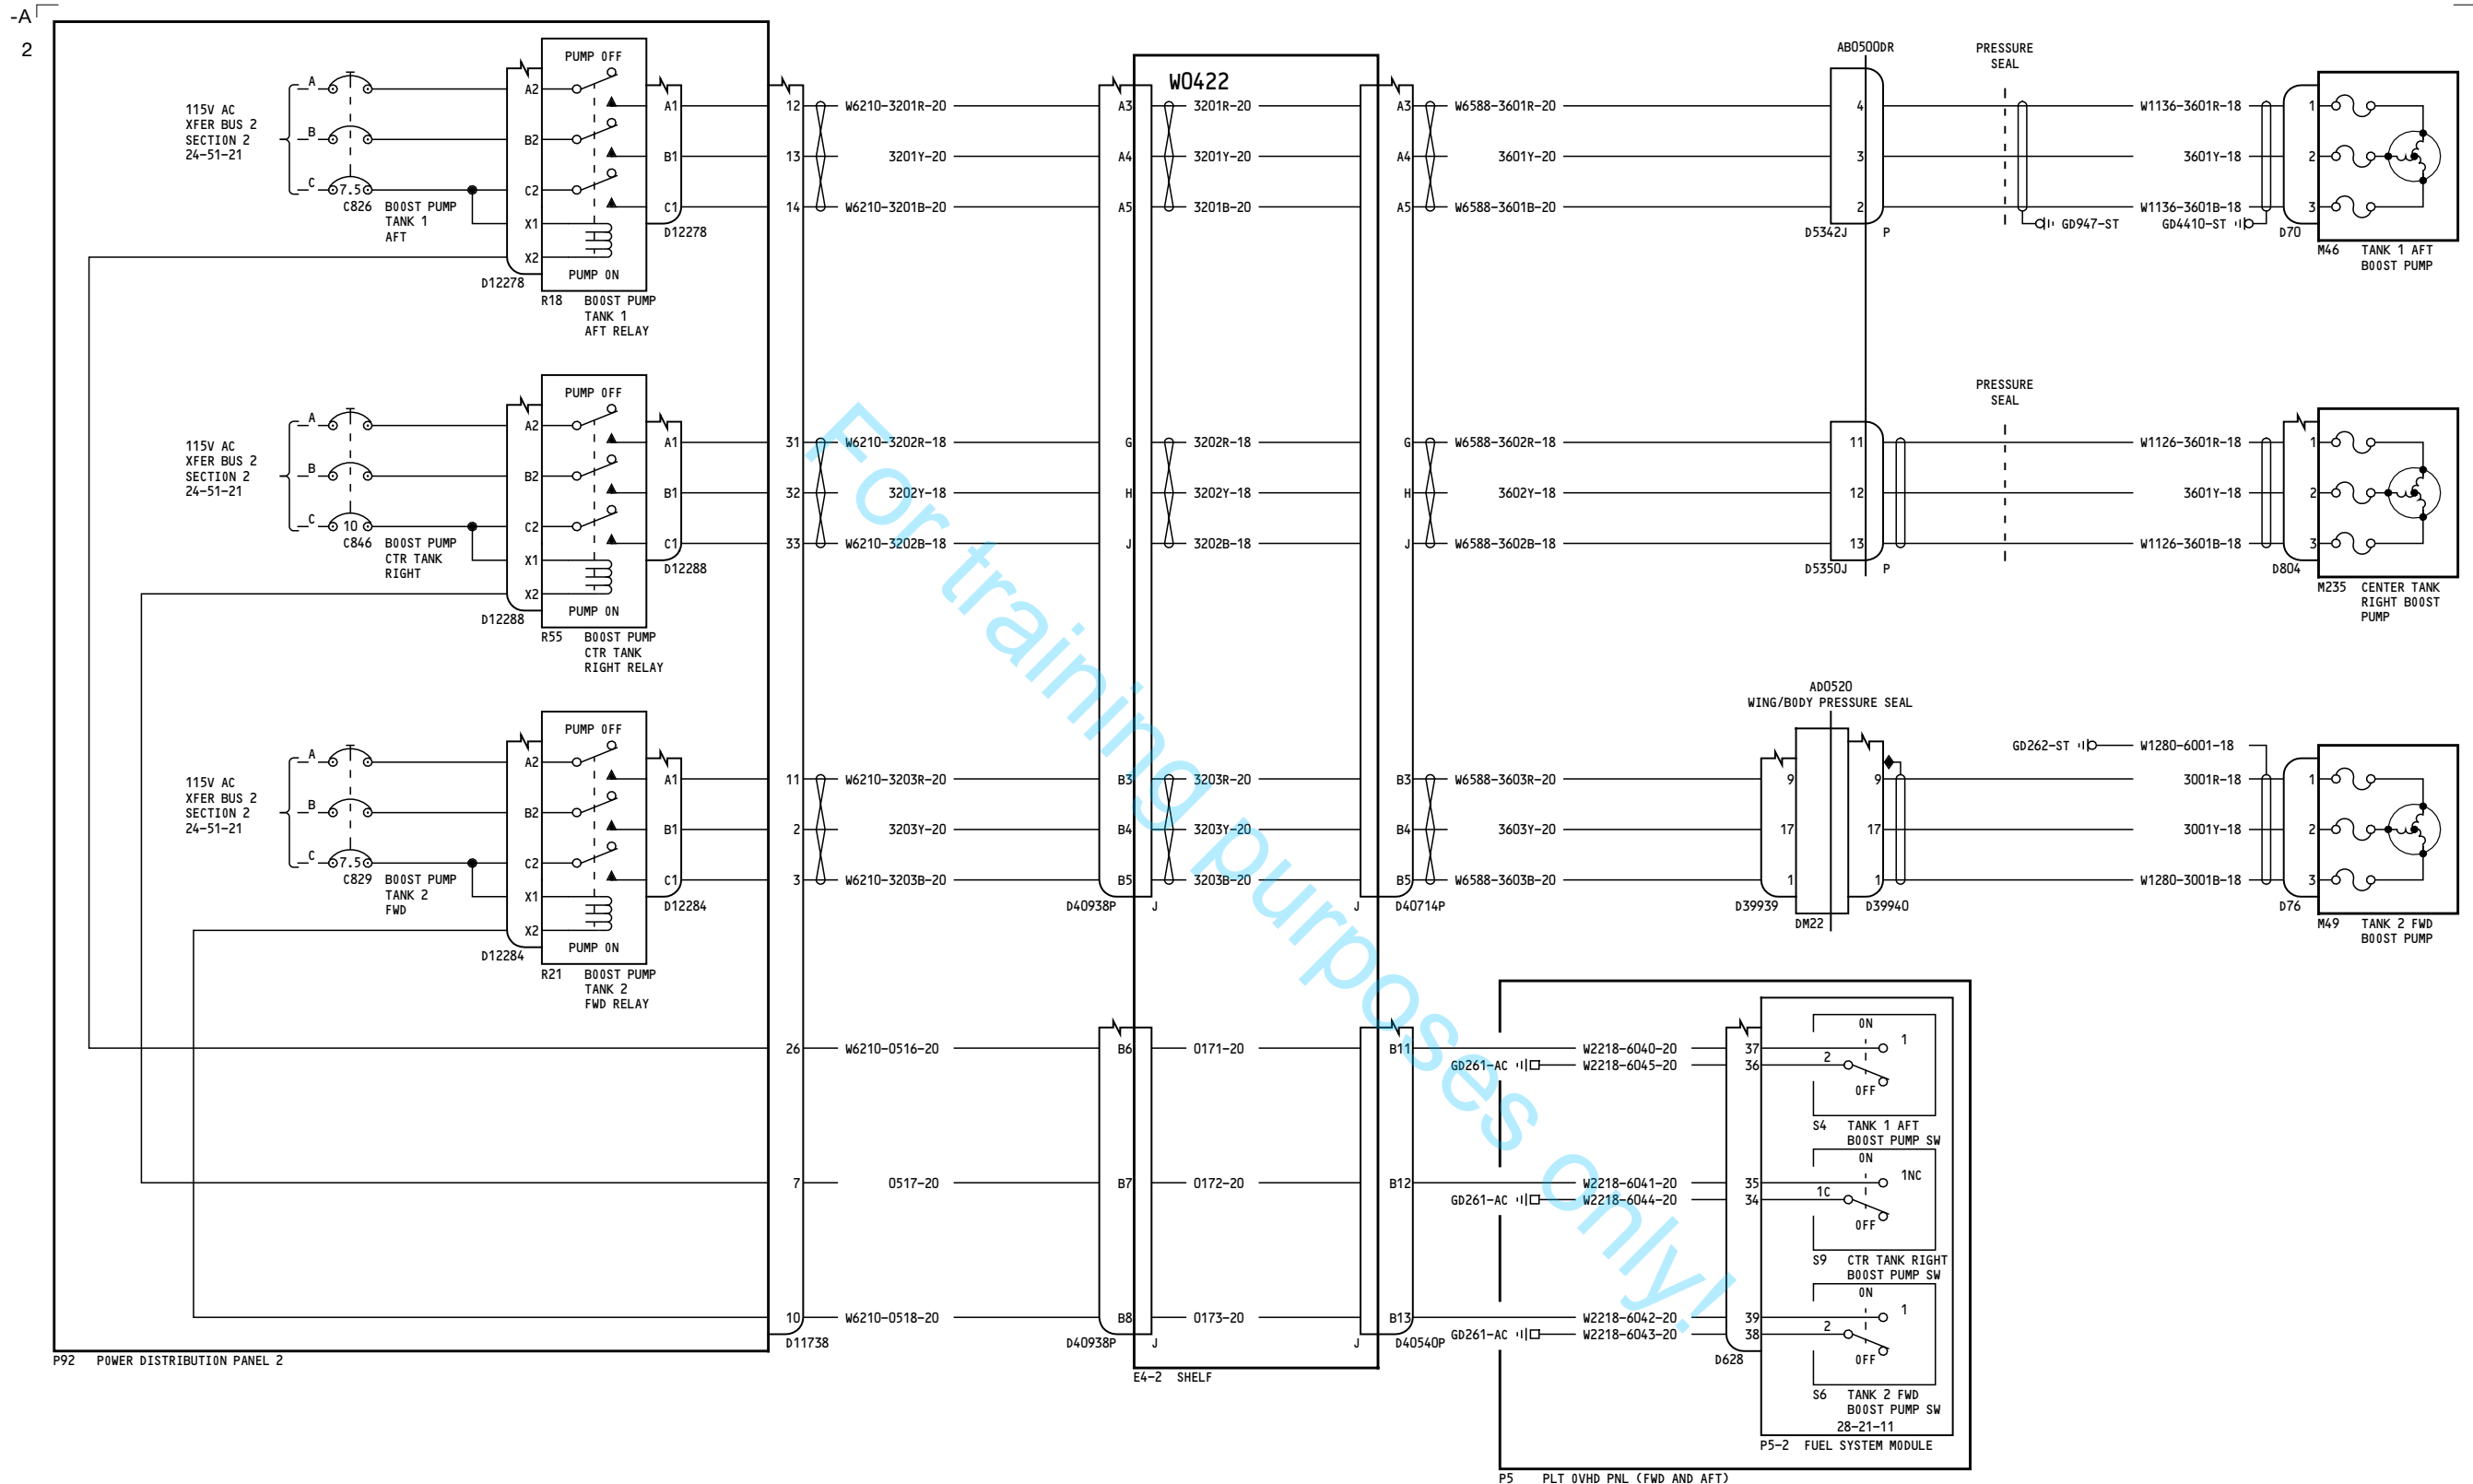 -A
2
115V AC
XFER BUS 2
SECTION 2
24-51-21
A
B
C
7.5
C826 BOOST PUMP
TANK 1
AFT
A2
B2
C2
X1
X2
D12278
PUMP OFF
PUMP ON
R18 BOOST PUMP
TANK 1
AFT RELAY
A1
B1
C1
D12278
12 W6210-3201R-20
13 3201Y-20
14 W6210-3201B-20
W0422
A3 3201R-20
A4 3201Y-20
A5 3201B-20
A3 W6588-3601R-20
A4 3601Y-20
A5 W6588-3601B-20
AB0500DR
4
3
2
D5342J P
PRESSURE
SEAL
GD947-ST
W1136-3601R-18
3601Y-18
W1136-3601B-18
GD4410-ST
1
2
3
D70
M46 TANK 1 AFT
BOOST PUMP
115V AC
XFER BUS 2
SECTION 2
24-51-21
A
B
C
10
C846 BOOST PUMP
CTR TANK
RIGHT
A2
B2
C2
X1
X2
D12288
PUMP OFF
PUMP ON
R55 BOOST PUMP
CTR TANK
RIGHT RELAY
A1
B1
C1
D12288
31 W6210-3202R-18
32 3202Y-18
33 W6210-3202B-18
G 3202R-18
H 3202Y-18
J 3202B-18
G W6588-3602R-18
H 3602Y-18
J W6588-3602B-18
11
12
13
D5350J P
PRESSURE
SEAL
W1126-3601R-18
3601Y-18
W1126-3601B-18
1
2
3
D804
M235 CENTER TANK
RIGHT BOOST
PUMP
115V AC
XFER BUS 2
SECTION 2
24-51-21
A
B
C
7.5
C829 BOOST PUMP
TANK 2
FWD
A2
B2
C2
X1
X2
D12284
PUMP OFF
PUMP ON
R21 BOOST PUMP
TANK 2
FWD RELAY
A1
B1
C1
D12284
11 W6210-3203R-20
2 3203Y-20
3 W6210-3203B-20
B3 3203R-20
B4 3203Y-20
B5 3203B-20
D40938P J
B3 W6588-3603R-20
B4 3603Y-20
B5 W6588-3603B-20
J D40714P
AD0520
WING/BODY PRESSURE SEAL
9
17
1
D39939
DM22
9
17
1
D39940
GD262-ST W1280-6001-18
3001R-18
3001Y-18
W1280-3001B-18
1
2
3
D76
M49 TANK 2 FWD
BOOST PUMP
26 W6210-0516-20
7 0517-20
10 W6210-0518-20
D11738
B6 0171-20
B7 0172-20
B8 0173-20
D40938P J
B11
B12
B13
J D40540P
W2218-6040-20
GD261-AC W2218-6045-20
W2218-6041-20
GD261-AC W2218-6044-20
W2218-6042-20
GD261-AC W2218-6043-20
37
36
35
34
39
38
D628
ON
1
2
OFF
S4 TANK 1 AFT
BOOST PUMP SW
ON
1NC
1C
OFF
S9 CTR TANK RIGHT
BOOST PUMP SW
ON
1
2
OFF
S6 TANK 2 FWD
BOOST PUMP SW
28-21-11
P5-2 FUEL SYSTEM MODULE
P5 PLT OVHD PNL (FWD AND AFT)
P92 POWER DISTRIBUTION PANEL 2
E4-2 SHELF
For training purposes only!